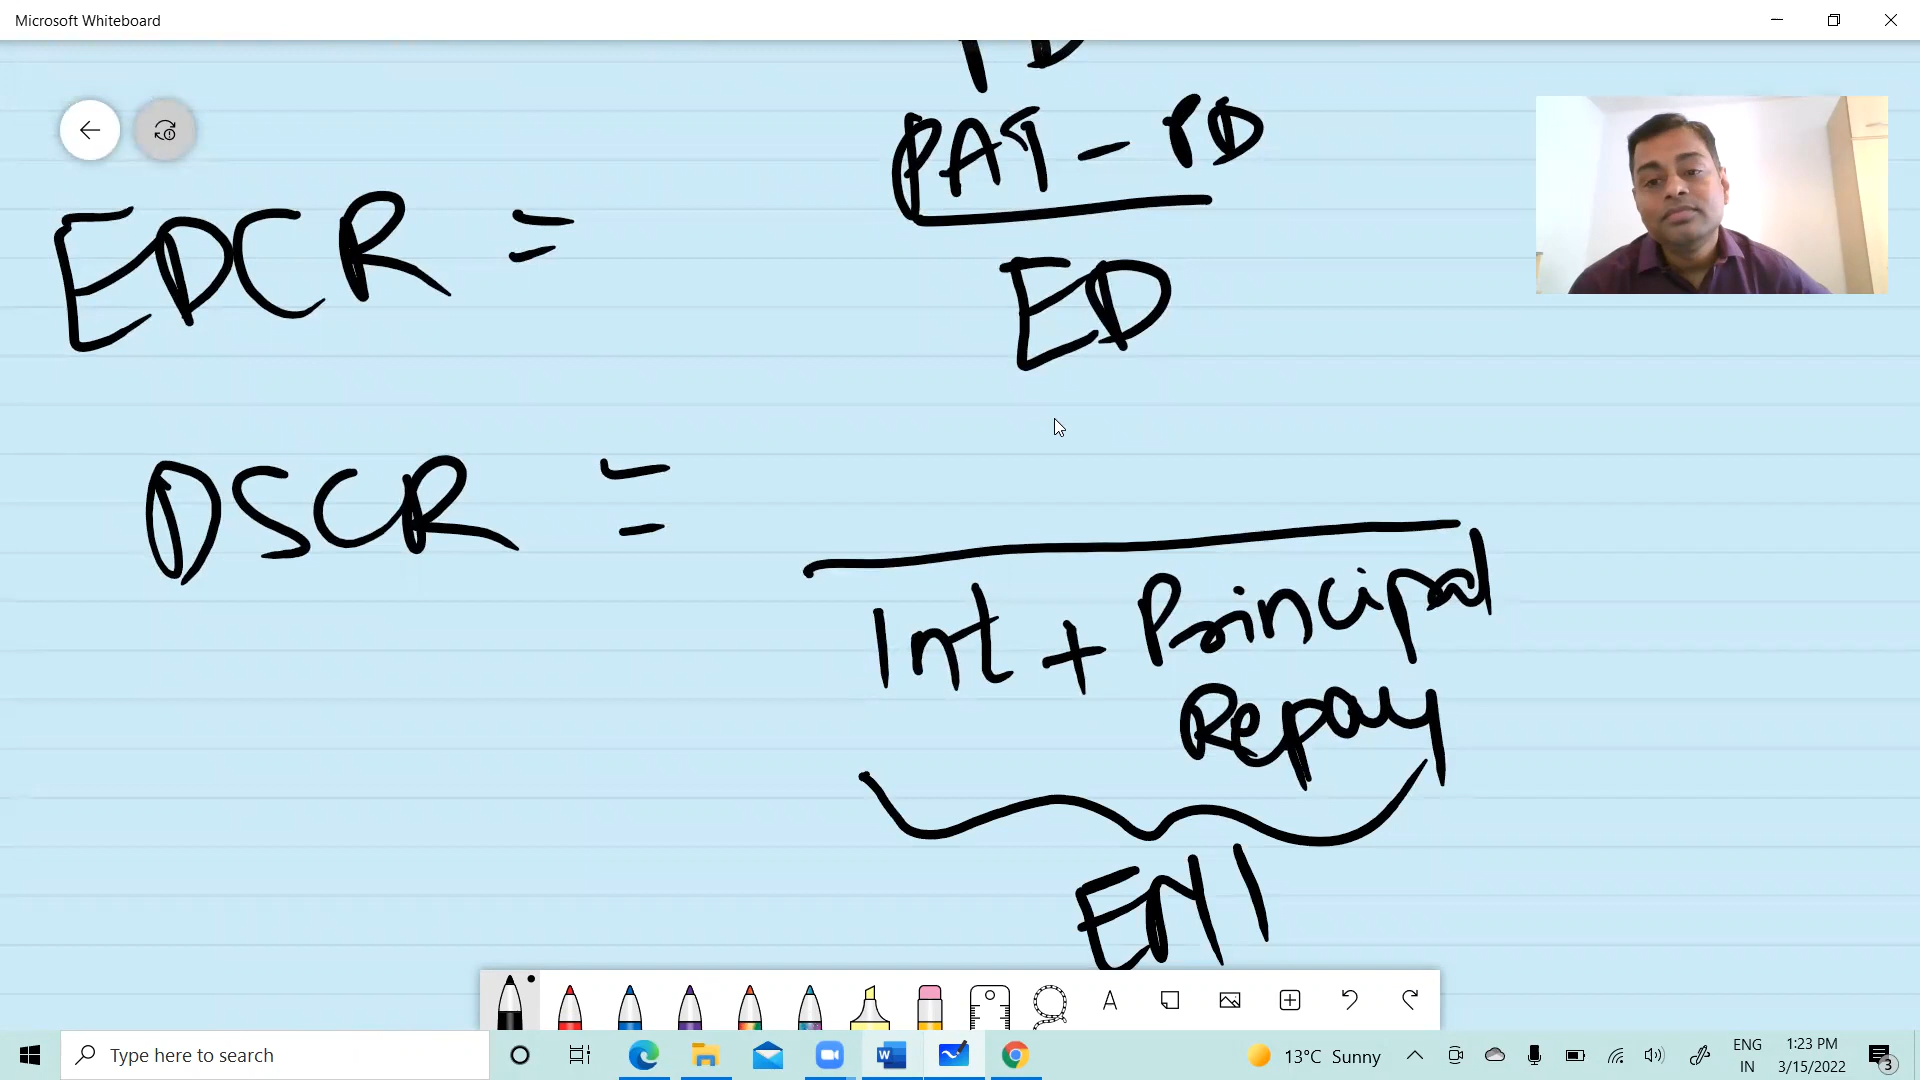 Microsoft Whiteboard
PAT - PD
EDCR =
ED
DSCR =
Int + Principal
Repay
EMI
Type here to search
13°C Sunny
ENG
IN
1:23 PM
3/15/2022
3